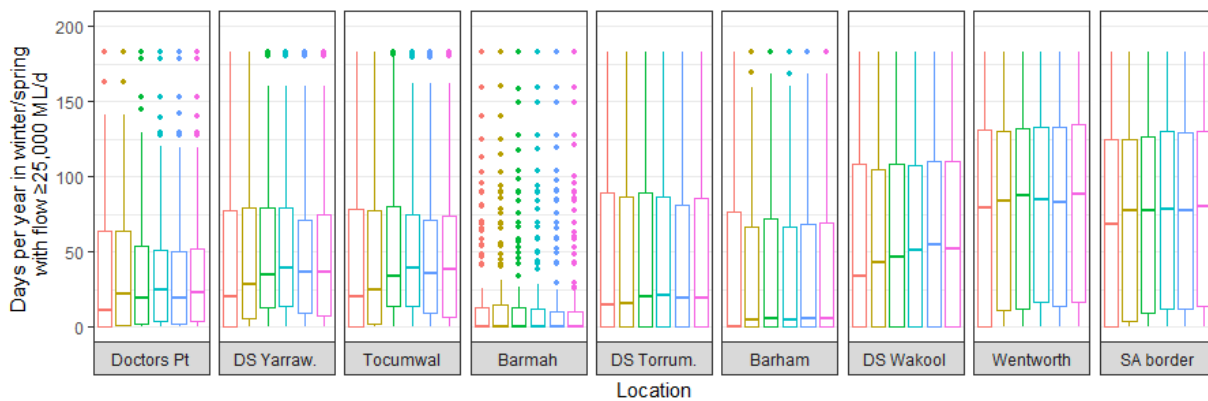 Days per year in winter/spring
with flow ≥25,000 ML/d
200
150
100
50
0
Doctors Pt
DS Yarraw.
Tocumwal
Barmah
DS Torrum.
Barham
DS Wakool
Wentworth
SA border
Location